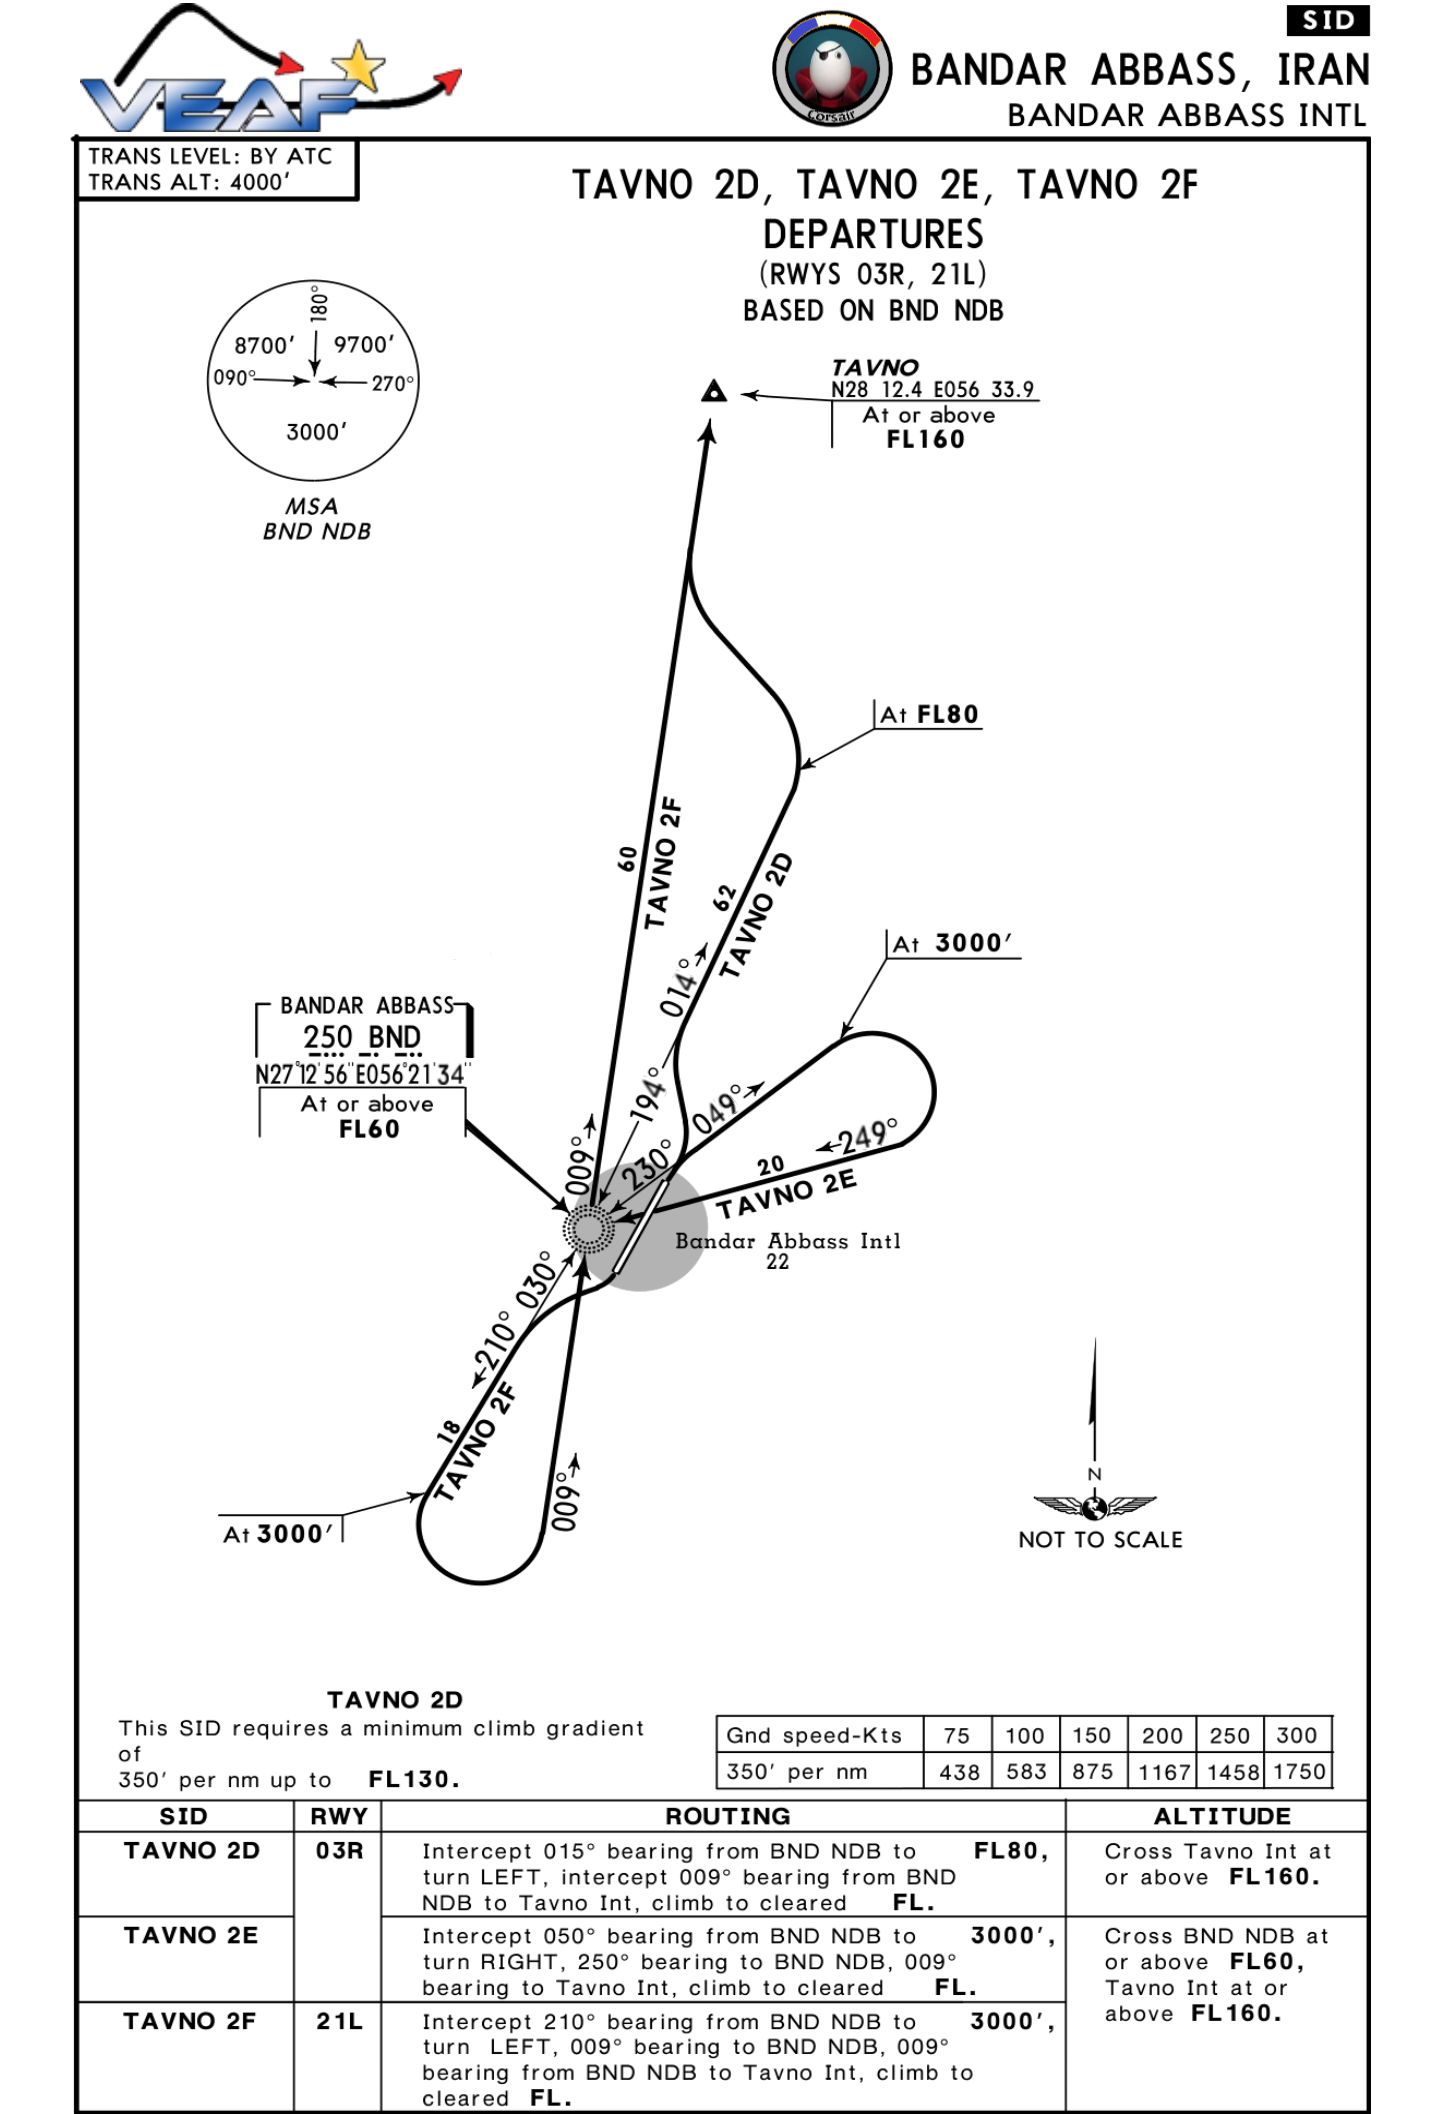 VEAF
Corsair
SID
BANDAR ABBASS, IRAN
BANDAR ABBASS INTL
TRANS LEVEL: BY ATC
TRANS ALT: 4000'
TAVNO 2D, TAVNO 2E, TAVNO 2F
DEPARTURES
(RWYS 03R, 21L)
BASED ON BND NDB
180°
8700' 9700'
090° 270°
3000'
MSA
BND NDB
TAVNO
N28 12.4 E056 33.9
At or above
FL160
At FL80
60
TAVNO 2F
62
TAVNO 2D
014°
At 3000'
BANDAR ABBASS
250 BND
N27°12'56"E056°21'34"
At or above
FL60
009°
194°
049°
230°
249°
20
TAVNO 2E
Bandar Abbass Intl
22
030°
210°
18
TAVNO 2F
009°
At 3000'
N
NOT TO SCALE
TAVNO 2D
This SID requires a minimum climb gradient
of
350' per nm up to FL130.
Gnd speed-Kts 75 100 150 200 250 300
350' per nm 438 583 875 1167 1458 1750
SID RWY ROUTING ALTITUDE
TAVNO 2D 03R Intercept 015° bearing from BND NDB to FL80, Cross Tavno Int at
turn LEFT, intercept 009° bearing from BND or above FL160.
NDB to Tavno Int, climb to cleared FL.
TAVNO 2E Intercept 050° bearing from BND NDB to 3000', Cross BND NDB at
turn RIGHT, 250° bearing to BND NDB, 009° or above FL60,
bearing to Tavno Int, climb to cleared FL. Tavno Int at or
above FL160.
TAVNO 2F 21L Intercept 210° bearing from BND NDB to 3000',
turn LEFT, 009° bearing to BND NDB, 009°
bearing from BND NDB to Tavno Int, climb to
cleared FL.